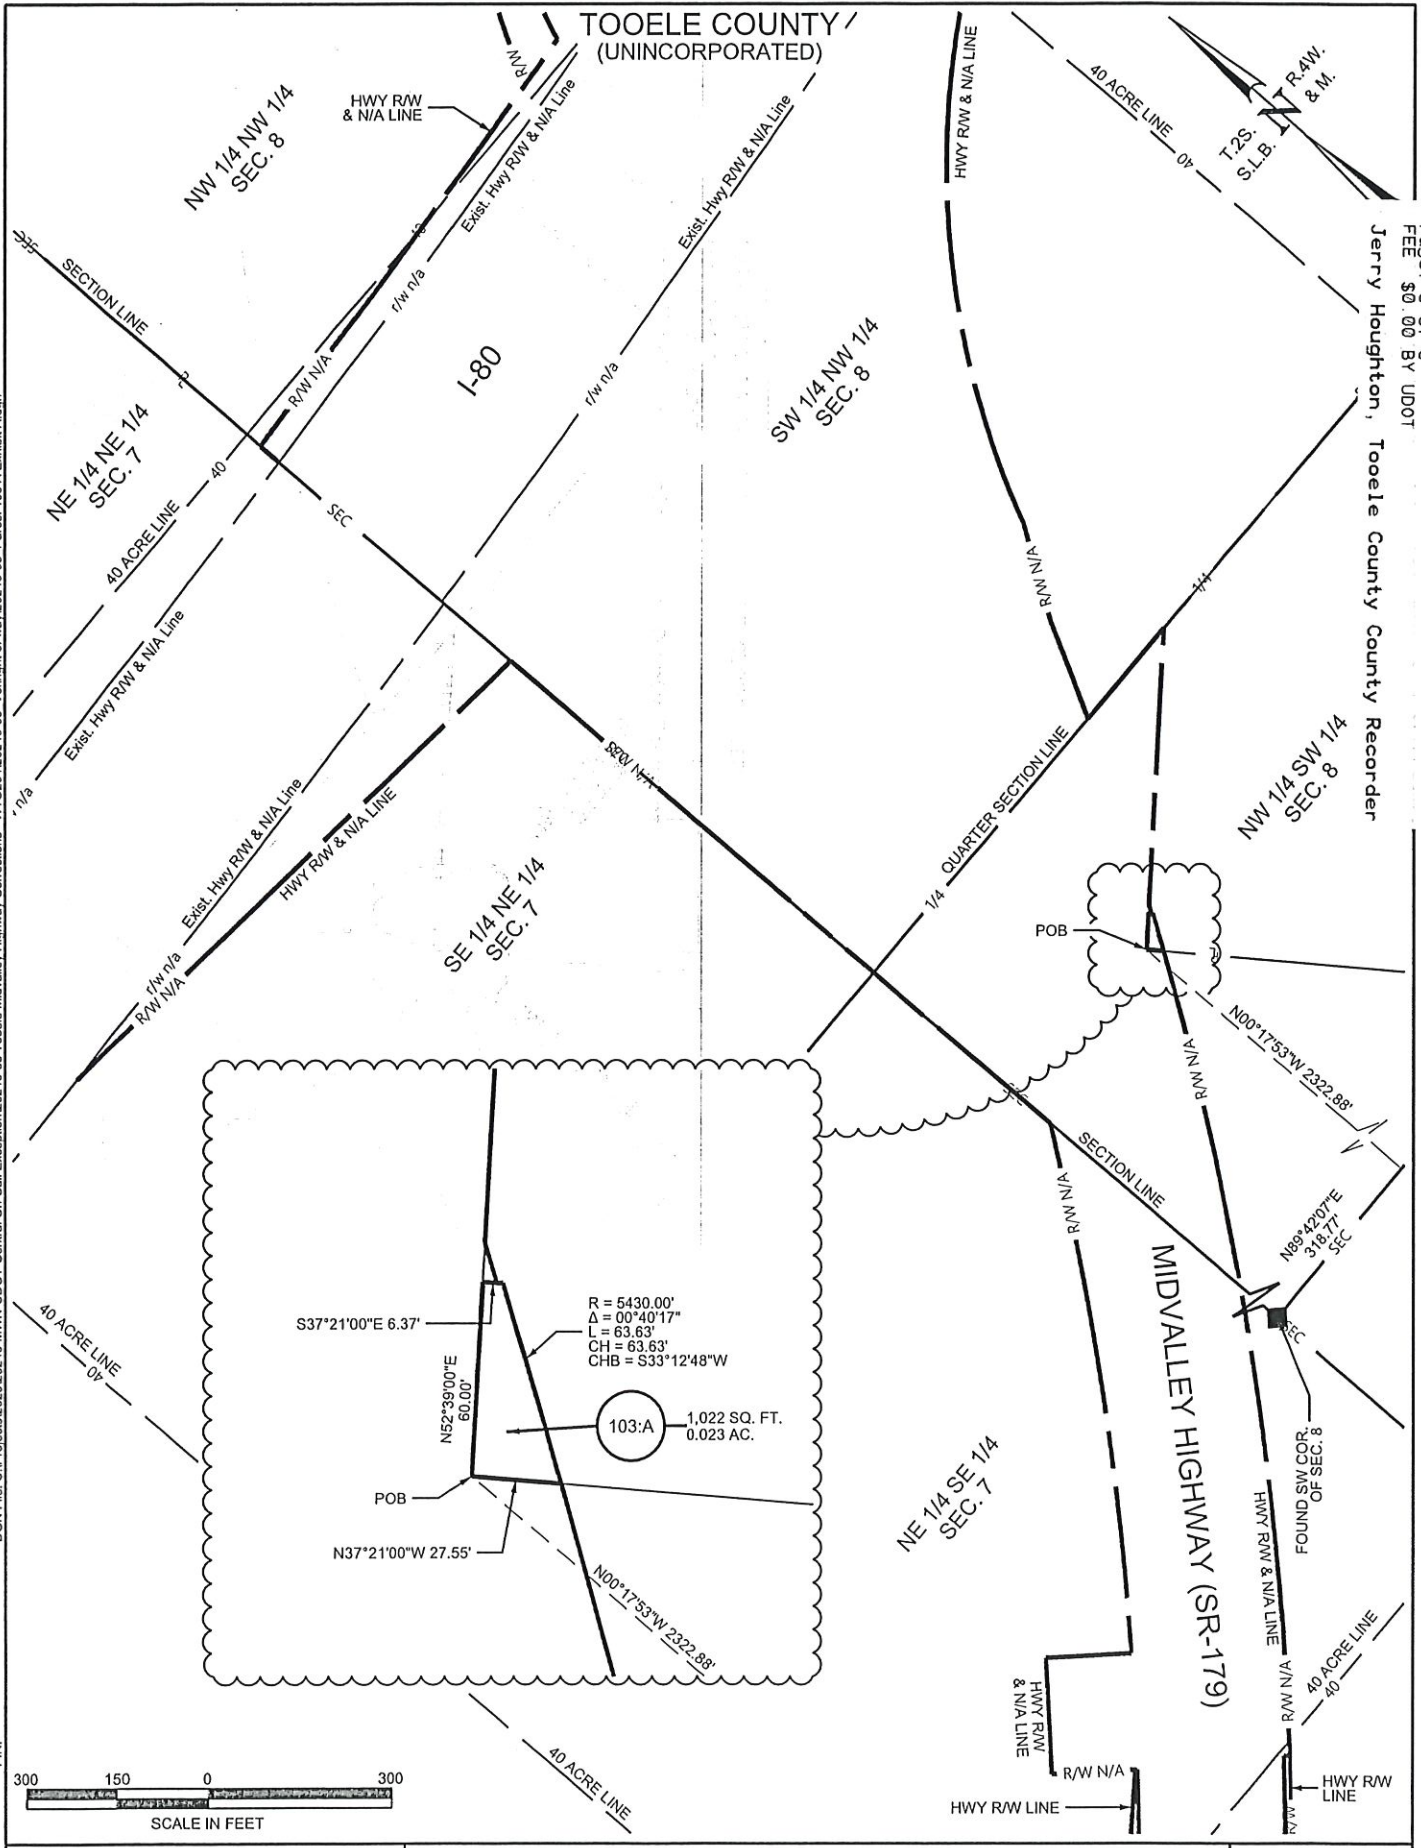 TOOELE COUNTY
(UNINCORPORATED)
R/W
HWY R/W
& N/A LINE
NW 1/4 NW 1/4
SEC. 8
Exist. Hwy R/W & N/A Line
Exist. Hwy R/W & N/A Line
HWY R/W & N/A LINE
40 ACRE LINE
40
R.4W.
& M.
T.2S.
S.L.B.
FEE $0.00 BY UDOT
Jerry Houghton, Tooele County County Recorder
SEC
SECTION LINE
r/w n/a
R/W N/A
I-80
r/w n/a
SW 1/4 NW 1/4
SEC. 8
NE 1/4 NE 1/4
SEC. 7
40
40 ACRE LINE
SEC
R/W N/A
1/4
Exist. Hwy R/W & N/A Line
r/w n/a
Exist. Hwy R/W & N/A Line
HWY R/W & N/A LINE
r/w n/a
R/W N/A
SE 1/4 NE 1/4
SEC. 7
QUARTER SECTION LINE
1/4
NW 1/4 SW 1/4
SEC. 8
POB
N00°17'53"W 2322.88'
R/W N/A
SECTION LINE
R/W N/A
N89°42'07"E
318.77'
SEC
SEC
FOUND SW COR.
OF SEC. 8
MIDVALLEY HIGHWAY (SR-179)
40 ACRE LINE
40
S37°21'00"E 6.37'
R = 5430.00'
Δ = 00°40'17"
L = 63.63'
CH = 63.63'
CHB = S33°12'48"W
N52°39'00"E
60.00'
103:A
1,022 SQ. FT.
0.023 AC.
POB
N37°21'00"W 27.55'
N00°17'53"W 2322.88'
NE 1/4 SE 1/4
SEC. 7
HWY R/W & N/A LINE
R/W N/A
40 ACRE LINE
40
HWY R/W
& N/A LINE
R/W N/A
HWY R/W LINE
HWY R/W
LINE
R/W
40 ACRE LINE
300 150 0 300
SCALE IN FEET